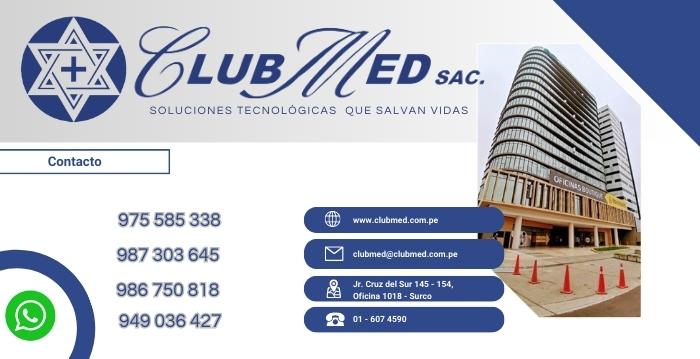 CLUB MED SAC.
SOLUCIONES TECNOLÓGICAS QUE SALVAN VIDAS
Contacto
975 585 338
987 303 645
986 750 818
949 036 427
www.clubmed.com.pe
clubmed@clubmed.com.pe
Jr. Cruz del Sur 145 - 154,
Oficina 1018 - Surco
01 - 607 4590
OFICINAS BOUTIQUE